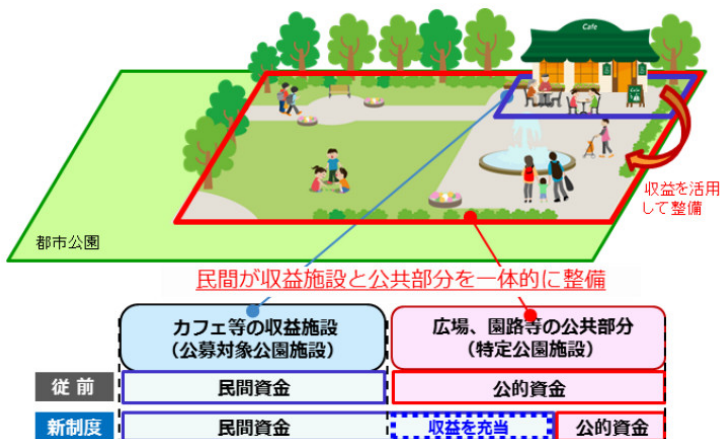 Cafe
収益を活用
して整備
都市公園
民間が収益施設と公共部分を一体的に整備
カフェ等の収益施設
(公募対象公園施設)
広場、園路等の公共部分
(特定公園施設)
従前
民間資金
公的資金
新制度
民間資金
収益を充当
公的資金